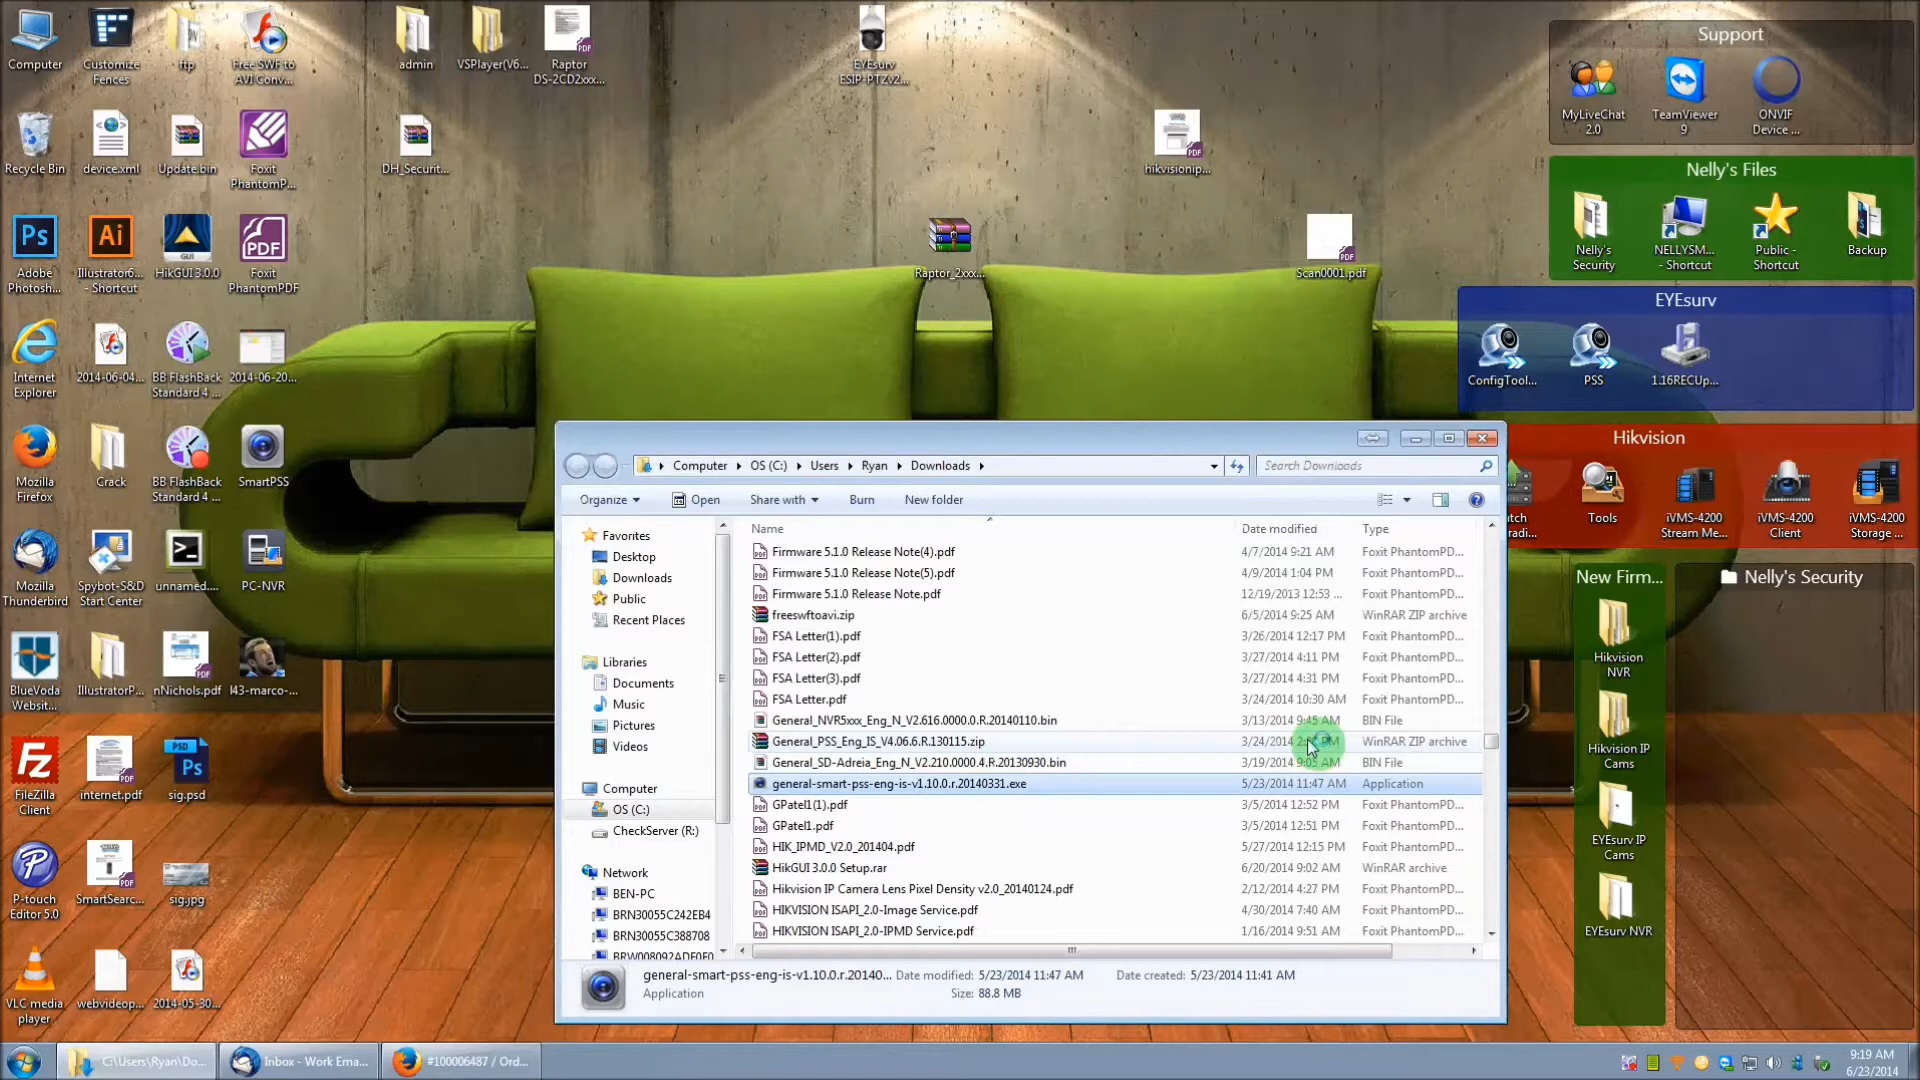 Computer
Customize
Fences
ftp
Free SWF to
AVI Conv...
admin
VSPlayer(V6...
Raptor
DS-2CD2xxx...
EYEsurv
ESIP-PTZv2...
Support
MyLiveChat
2.0
TeamViewer
9
ONVIF
Device ...
Recycle Bin
device.xml
Update.bin
Foxit
PhantomP...
DH_Securit...
hikvisionip...
Nelly's Files
Nelly's
Security
NELLYSM...
- Shortcut
Public -
Shortcut
Backup
Adobe
Photosh...
Illustrator6...
- Shortcut
HikGUI 3.0.0
Foxit
PhantomPDF
Raptor_2xxx...
Scan0001.pdf
EYEsurv
ConfigTool...
PSS
1.16RECUp...
Internet
Explorer
2014-06-04...
BB FlashBack
Standard 4 ...
2014-06-20...
Hikvision
Tools
iVMS-4200
Stream Me...
iVMS-4200
Client
iVMS-4200
Storage ...
Mozilla
Firefox
Crack
BB FlashBack
Standard 4 ...
SmartPSS
Mozilla
Thunderbird
Spybot-S&D
Start Center
unnamed....
PC-NVR
New Firm...
Nelly's Security
Hikvision
NVR
Hikvision IP
Cams
EYEsurv IP
Cams
EYEsurv NVR
BlueVoda
Websit...
IllustratorP...
nNichols.pdf
l43-marco-...
FileZilla
Client
internet.pdf
sig.psd
P-touch
Editor 5.0
SmartSearc...
sig.jpg
VLC media
player
webvideop...
2014-05-30...
Computer OS (C:) Users Ryan Downloads
Search Downloads
Organize Open Share with Burn New folder
Favorites
Desktop
Downloads
Public
Recent Places
Libraries
Documents
Music
Pictures
Videos
Computer
OS (C:)
CheckServer (R:)
Network
BEN-PC
BRN30055C242EB4
BRN30055C388708
BRW008092ADF0F0
Name Date modified Type
Firmware 5.1.0 Release Note(4).pdf 4/7/2014 9:21 AM Foxit PhantomPD...
Firmware 5.1.0 Release Note(5).pdf 4/9/2014 1:04 PM Foxit PhantomPD...
Firmware 5.1.0 Release Note.pdf 12/19/2013 12:53 ... Foxit PhantomPD...
freeswftoavi.zip 6/5/2014 9:25 AM WinRAR ZIP archive
FSA Letter(1).pdf 3/26/2014 12:17 PM Foxit PhantomPD...
FSA Letter(2).pdf 3/27/2014 4:11 PM Foxit PhantomPD...
FSA Letter(3).pdf 3/27/2014 4:31 PM Foxit PhantomPD...
FSA Letter.pdf 3/24/2014 10:30 AM Foxit PhantomPD...
General_NVR5xxx_Eng_N_V2.616.0000.0.R.20140110.bin 3/13/2014 9:45 AM BIN File
General_PSS_Eng_IS_V4.06.6.R.130115.zip 3/24/2014 WinRAR ZIP archive
General_SD-Adreia_Eng_N_V2.210.0000.4.R.20130930.bin 3/19/2014 9:05 AM BIN File
general-smart-pss-eng-is-v1.10.0.r.20140331.exe 5/23/2014 11:47 AM Application
GPatel1(1).pdf 3/5/2014 12:52 PM Foxit PhantomPD...
GPatel1.pdf 3/5/2014 12:51 PM Foxit PhantomPD...
HIK_IPMD_V2.0_201404.pdf 5/27/2014 12:15 PM Foxit PhantomPD...
HikGUI 3.0.0 Setup.rar 6/20/2014 9:02 AM WinRAR archive
Hikvision IP Camera Lens Pixel Density v2.0_20140124.pdf 2/12/2014 4:27 PM Foxit PhantomPD...
HIKVISION ISAPI_2.0-Image Service.pdf 4/30/2014 7:40 AM Foxit PhantomPD...
HIKVISION ISAPI_2.0-IPMD Service.pdf 1/16/2014 9:51 AM Foxit PhantomPD...
general-smart-pss-eng-is-v1.10.0.r.20140... Date modified: 5/23/2014 11:47 AM Date created: 5/23/2014 11:41 AM
Application Size: 88.8 MB
C:\Users\Ryan\Do...
Inbox - Work Ema...
#100006487 / Ord...
9:19 AM
6/23/2014